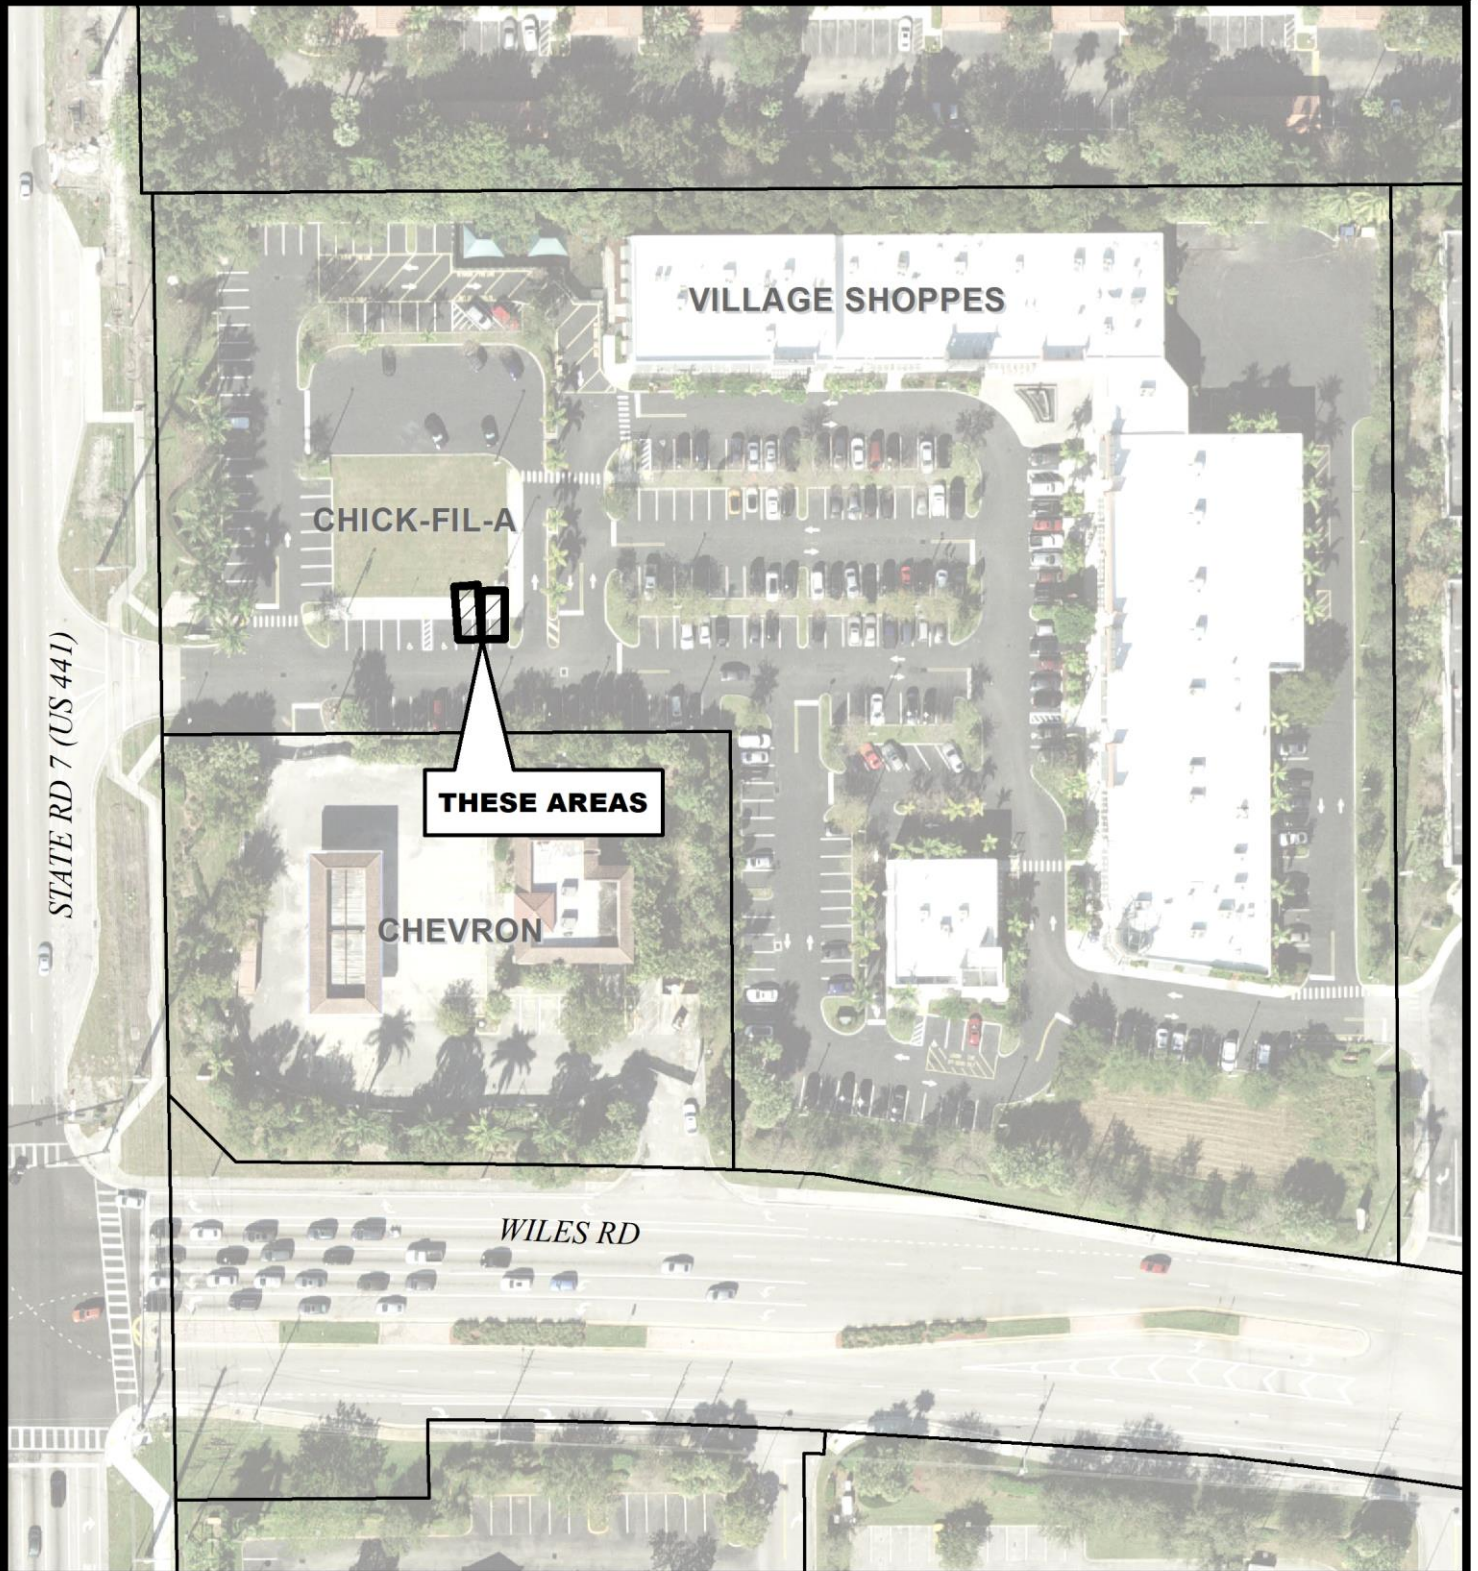 VILLAGE SHOPPES
CHICK-FIL-A
STATE RD 7 (US 441)
THESE AREAS
CHEVRON
WILES RD